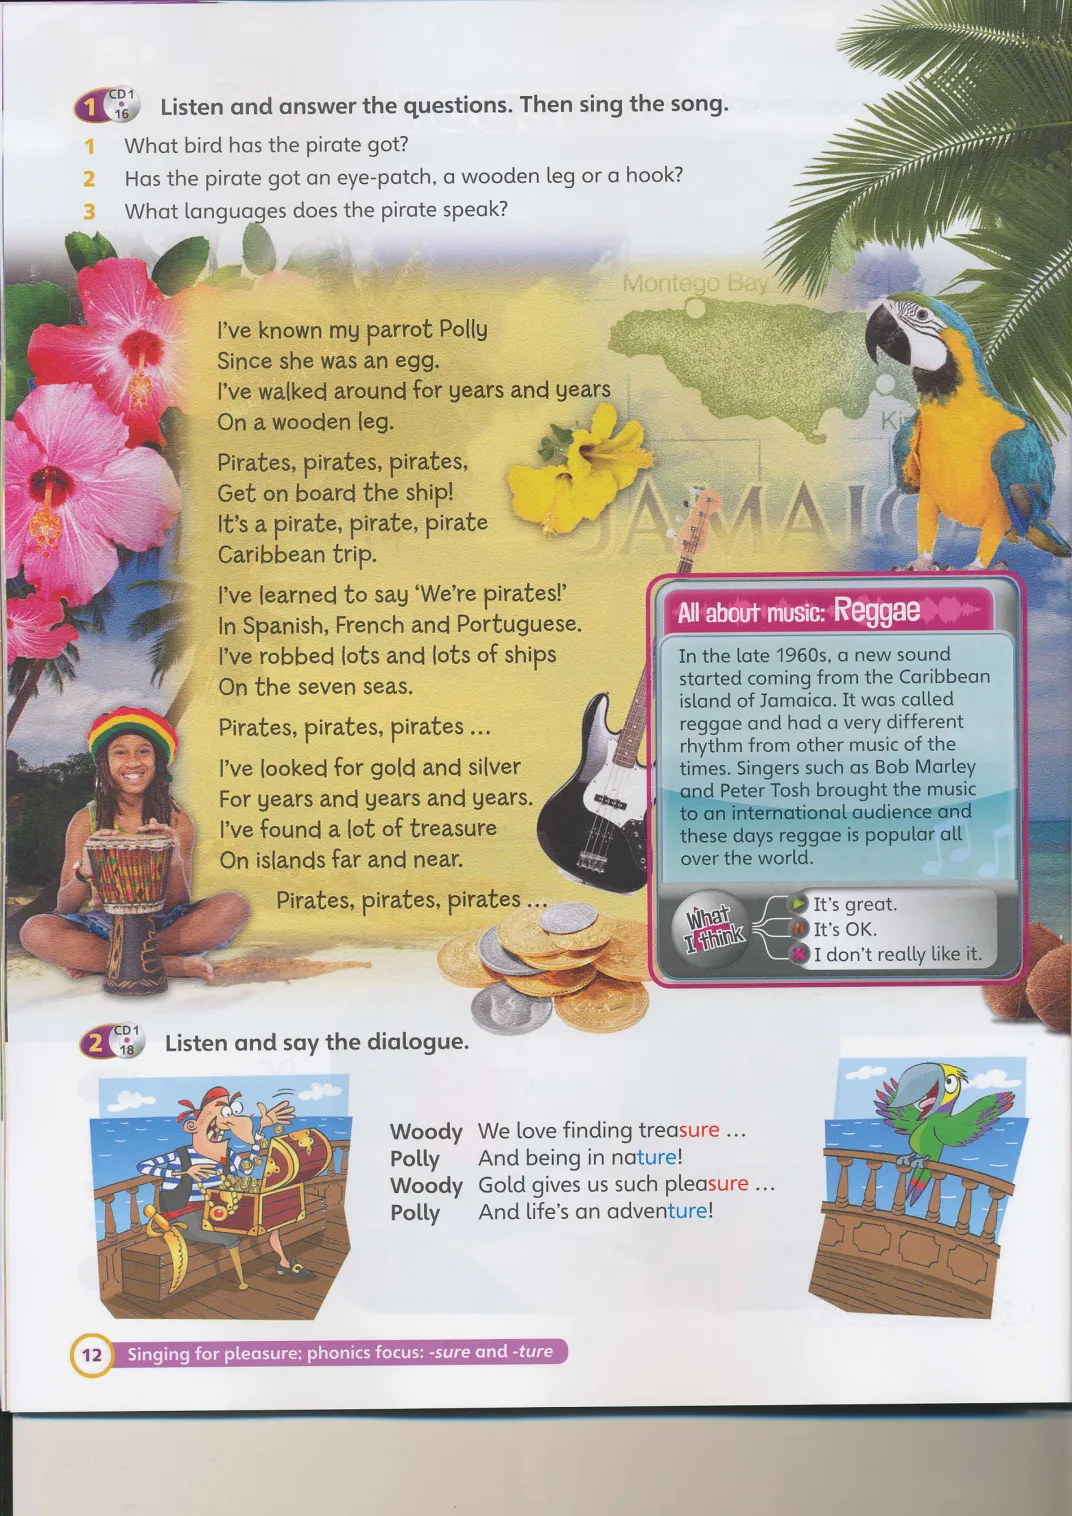 1 CD1 16 Listen and answer the questions. Then sing the song.
1 What bird has the pirate got?
2 Has the pirate got an eye-patch, a wooden leg or a hook?
3 What languages does the pirate speak?
Montego Bay
JAMAIC
I've known my parrot Polly
Since she was an egg.
I've walked around for years and years
On a wooden leg.
Pirates, pirates, pirates,
Get on board the ship!
It's a pirate, pirate, pirate
Caribbean trip.
I've learned to say 'We're pirates!'
In Spanish, French and Portuguese.
I've robbed lots and lots of ships
On the seven seas.
Pirates, pirates, pirates ...
I've looked for gold and silver
For years and years and years.
I've found a lot of treasure
On islands far and near.
Pirates, pirates, pirates ...
All about music: Reggae
In the late 1960s, a new sound
started coming from the Caribbean
island of Jamaica. It was called
reggae and had a very different
rhythm from other music of the
times. Singers such as Bob Marley
and Peter Tosh brought the music
to an international audience and
these days reggae is popular all
over the world.
What
I think
It's great.
It's OK.
I don't really like it.
2 CD1 18 Listen and say the dialogue.
Woody We love finding treasure ...
Polly And being in nature!
Woody Gold gives us such pleasure ...
Polly And life's an adventure!
12 Singing for pleasure; phonics focus: -sure and -ture